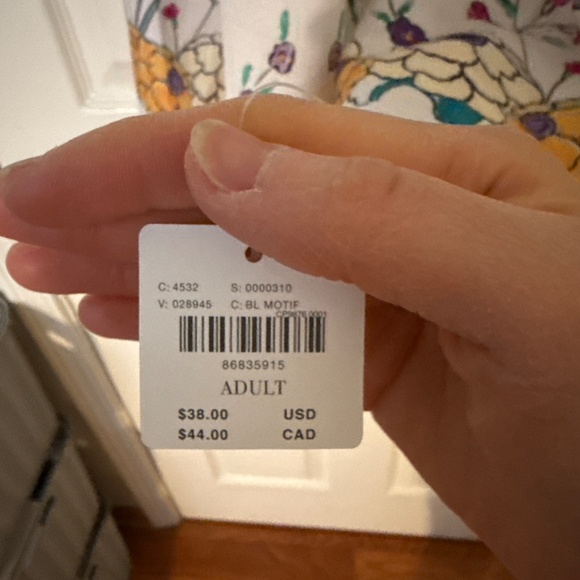 C: 4532 S: 0000310
V: 028945 C: BL MOTIF
86835915
ADULT
$38.00 USD
$44.00 CAD